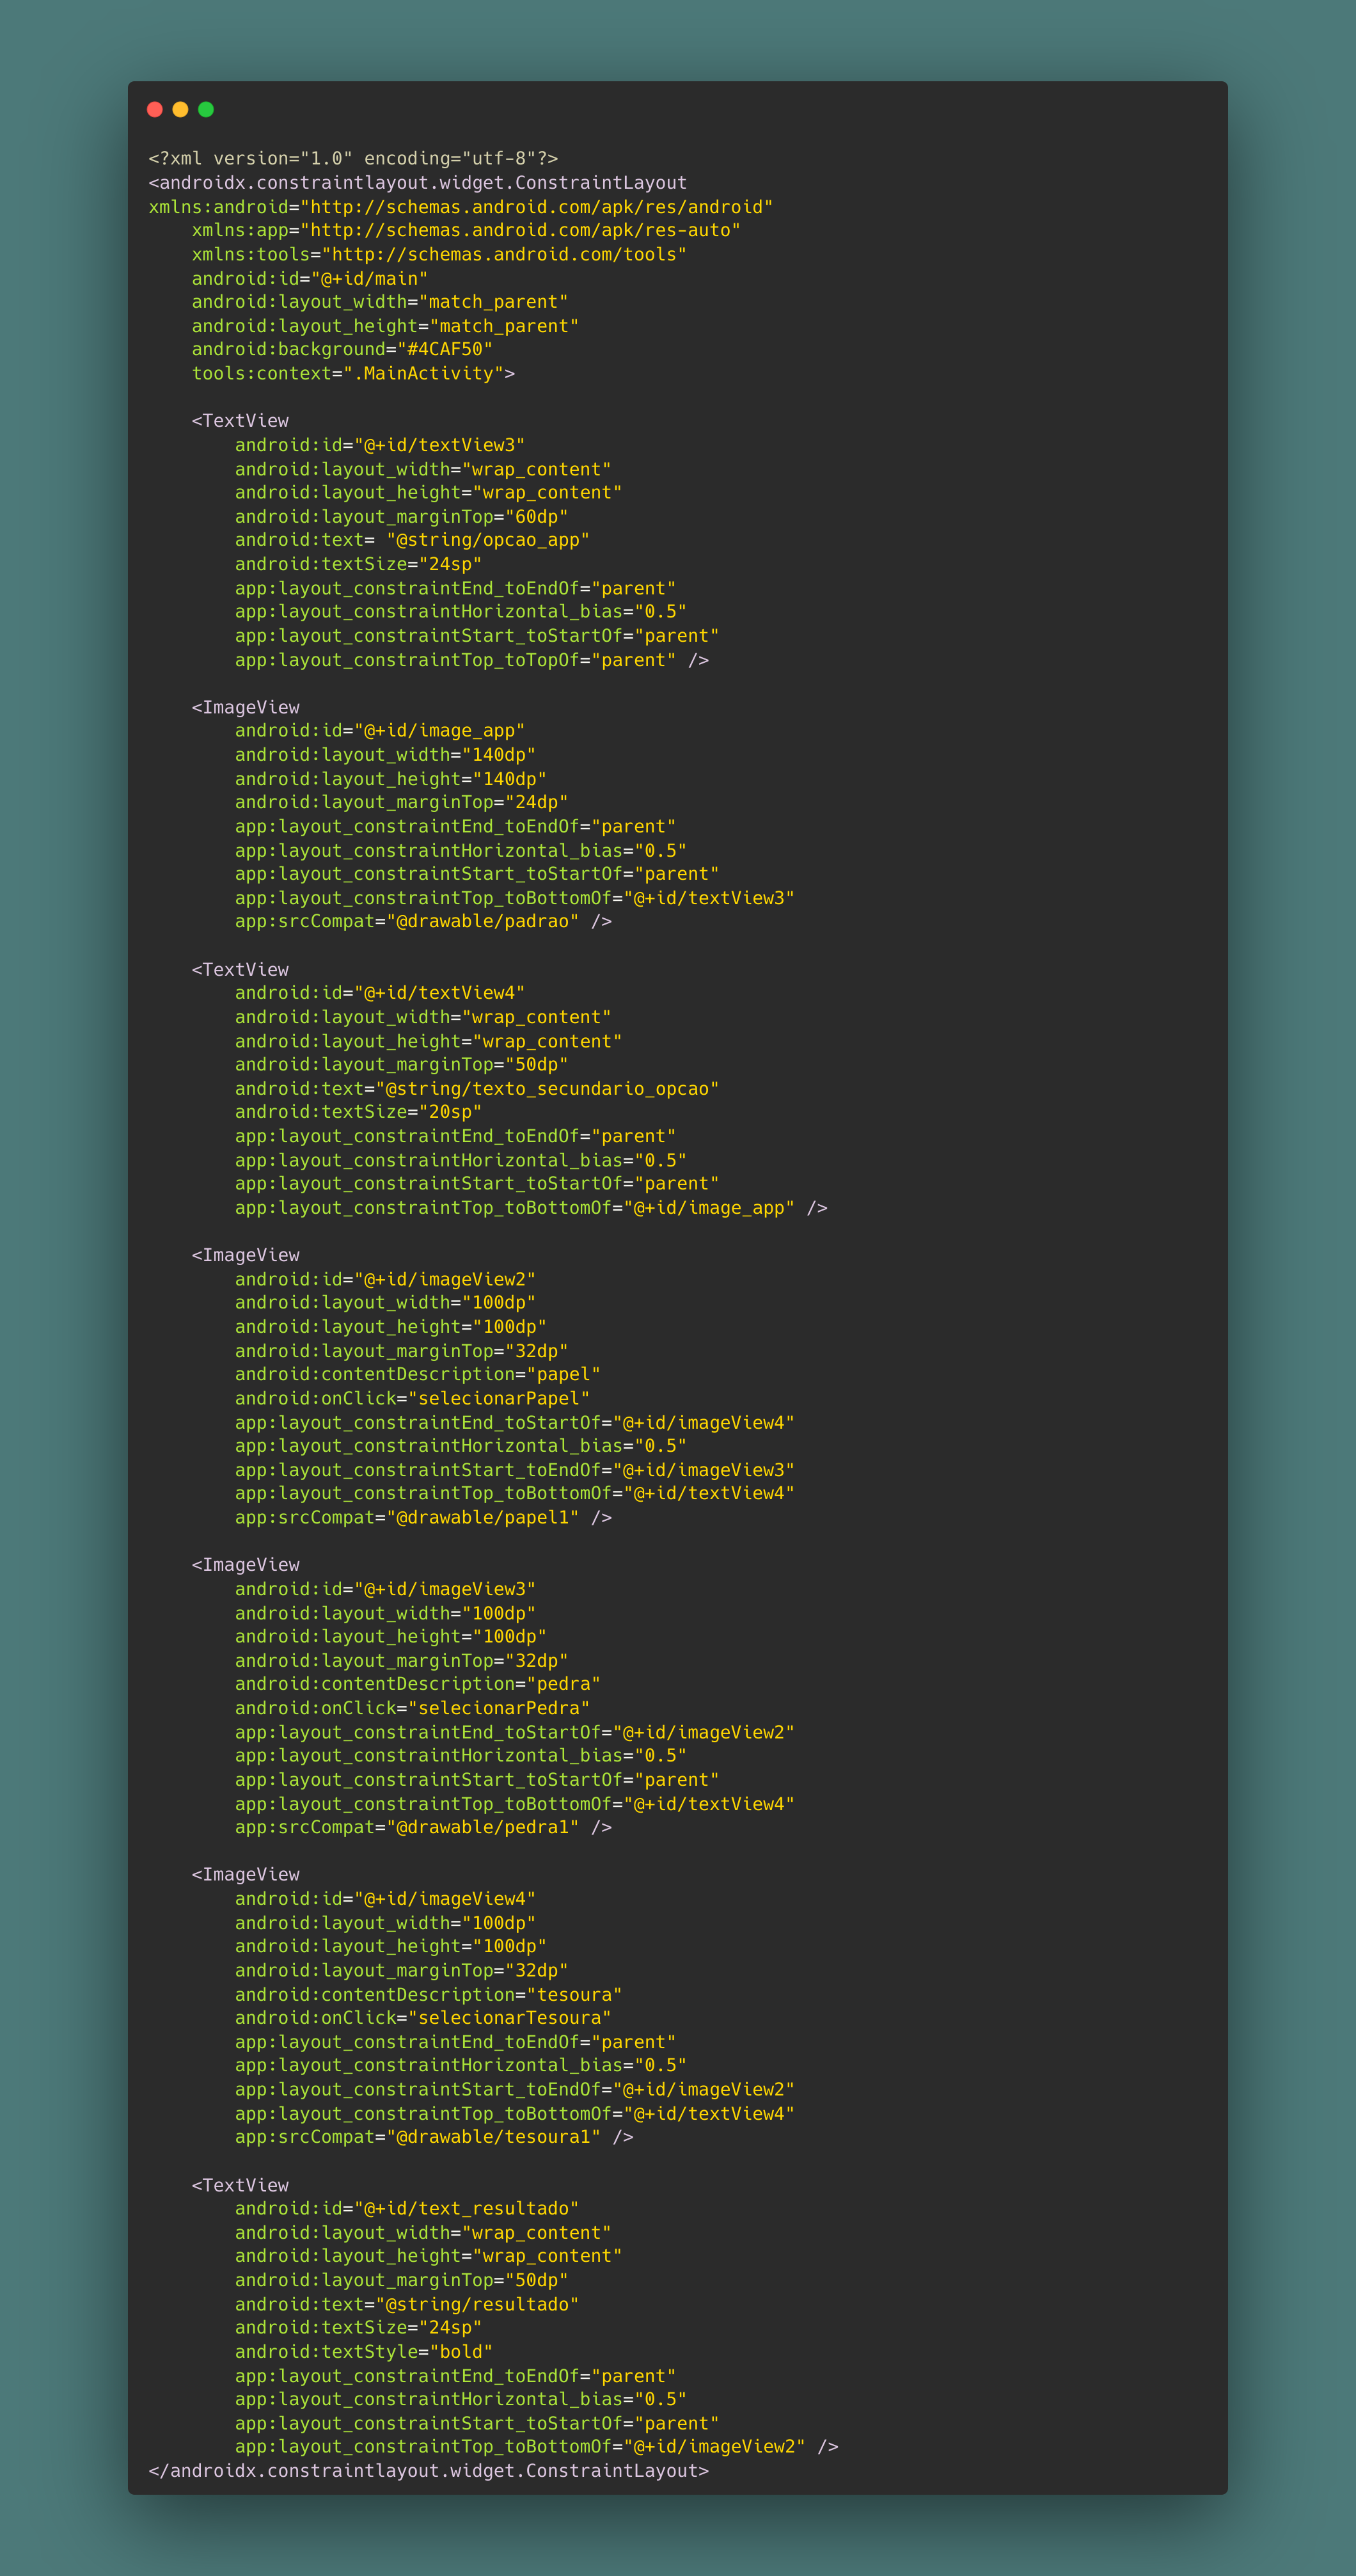 <?xml version="1.0" encoding="utf-8"?>
<androidx.constraintlayout.widget.ConstraintLayout
xmlns:android="http://schemas.android.com/apk/res/android"
    xmlns:app="http://schemas.android.com/apk/res-auto"
    xmlns:tools="http://schemas.android.com/tools"
    android:id="@+id/main"
    android:layout_width="match_parent"
    android:layout_height="match_parent"
    android:background="#4CAF50"
    tools:context=".MainActivity">

    <TextView
        android:id="@+id/textView3"
        android:layout_width="wrap_content"
        android:layout_height="wrap_content"
        android:layout_marginTop="60dp"
        android:text= "@string/opcao_app"
        android:textSize="24sp"
        app:layout_constraintEnd_toEndOf="parent"
        app:layout_constraintHorizontal_bias="0.5"
        app:layout_constraintStart_toStartOf="parent"
        app:layout_constraintTop_toTopOf="parent" />

    <ImageView
        android:id="@+id/image_app"
        android:layout_width="140dp"
        android:layout_height="140dp"
        android:layout_marginTop="24dp"
        app:layout_constraintEnd_toEndOf="parent"
        app:layout_constraintHorizontal_bias="0.5"
        app:layout_constraintStart_toStartOf="parent"
        app:layout_constraintTop_toBottomOf="@+id/textView3"
        app:srcCompat="@drawable/padrao" />

    <TextView
        android:id="@+id/textView4"
        android:layout_width="wrap_content"
        android:layout_height="wrap_content"
        android:layout_marginTop="50dp"
        android:text="@string/texto_secundario_opcao"
        android:textSize="20sp"
        app:layout_constraintEnd_toEndOf="parent"
        app:layout_constraintHorizontal_bias="0.5"
        app:layout_constraintStart_toStartOf="parent"
        app:layout_constraintTop_toBottomOf="@+id/image_app" />

    <ImageView
        android:id="@+id/imageView2"
        android:layout_width="100dp"
        android:layout_height="100dp"
        android:layout_marginTop="32dp"
        android:contentDescription="papel"
        android:onClick="selecionarPapel"
        app:layout_constraintEnd_toStartOf="@+id/imageView4"
        app:layout_constraintHorizontal_bias="0.5"
        app:layout_constraintStart_toEndOf="@+id/imageView3"
        app:layout_constraintTop_toBottomOf="@+id/textView4"
        app:srcCompat="@drawable/papel1" />

    <ImageView
        android:id="@+id/imageView3"
        android:layout_width="100dp"
        android:layout_height="100dp"
        android:layout_marginTop="32dp"
        android:contentDescription="pedra"
        android:onClick="selecionarPedra"
        app:layout_constraintEnd_toStartOf="@+id/imageView2"
        app:layout_constraintHorizontal_bias="0.5"
        app:layout_constraintStart_toStartOf="parent"
        app:layout_constraintTop_toBottomOf="@+id/textView4"
        app:srcCompat="@drawable/pedra1" />

    <ImageView
        android:id="@+id/imageView4"
        android:layout_width="100dp"
        android:layout_height="100dp"
        android:layout_marginTop="32dp"
        android:contentDescription="tesoura"
        android:onClick="selecionarTesoura"
        app:layout_constraintEnd_toEndOf="parent"
        app:layout_constraintHorizontal_bias="0.5"
        app:layout_constraintStart_toEndOf="@+id/imageView2"
        app:layout_constraintTop_toBottomOf="@+id/textView4"
        app:srcCompat="@drawable/tesoura1" />

    <TextView
        android:id="@+id/text_resultado"
        android:layout_width="wrap_content"
        android:layout_height="wrap_content"
        android:layout_marginTop="50dp"
        android:text="@string/resultado"
        android:textSize="24sp"
        android:textStyle="bold"
        app:layout_constraintEnd_toEndOf="parent"
        app:layout_constraintHorizontal_bias="0.5"
        app:layout_constraintStart_toStartOf="parent"
        app:layout_constraintTop_toBottomOf="@+id/imageView2" />
</androidx.constraintlayout.widget.ConstraintLayout>